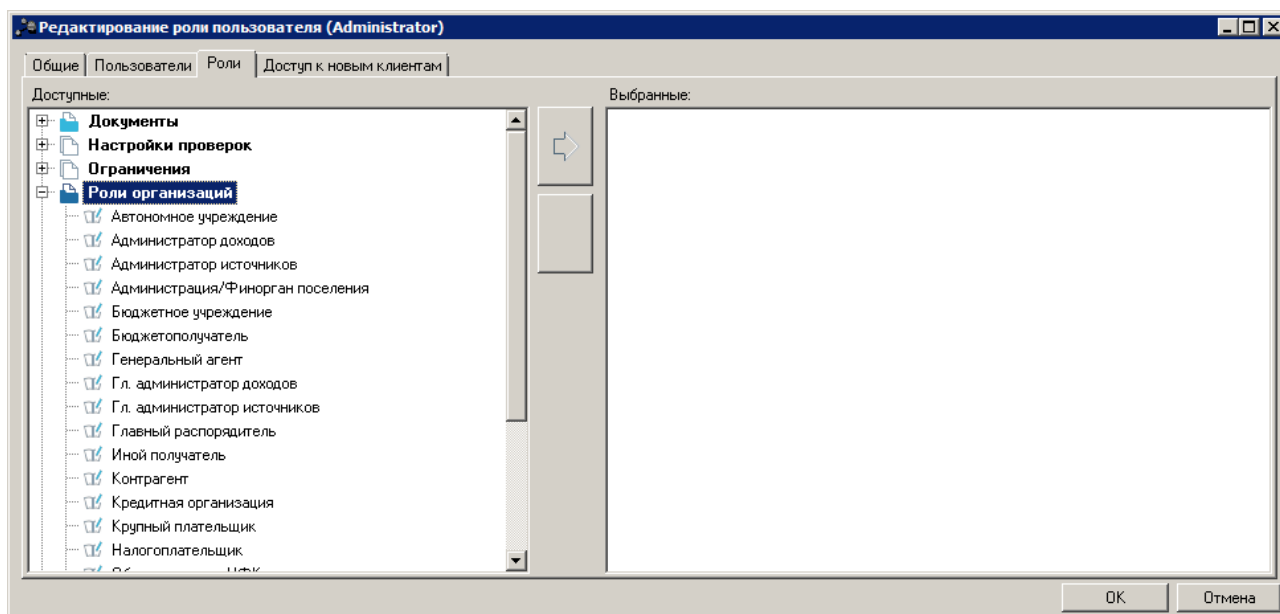 Редактирование роли пользователя (Administrator)
Общие Пользователи Роли Доступ к новым клиентам
Доступные: Выбранные:
Документы
Настройки проверок
Ограничения
Роли организаций
Автономное учреждение
Администратор доходов
Администратор источников
Администрация/Финорган поселения
Бюджетное учреждение
Бюджетополучатель
Генеральный агент
Гл. администратор доходов
Гл. администратор источников
Главный распорядитель
Иной получатель
Контрагент
Кредитная организация
Крупный плательщик
Налогоплательщик
OK Отмена